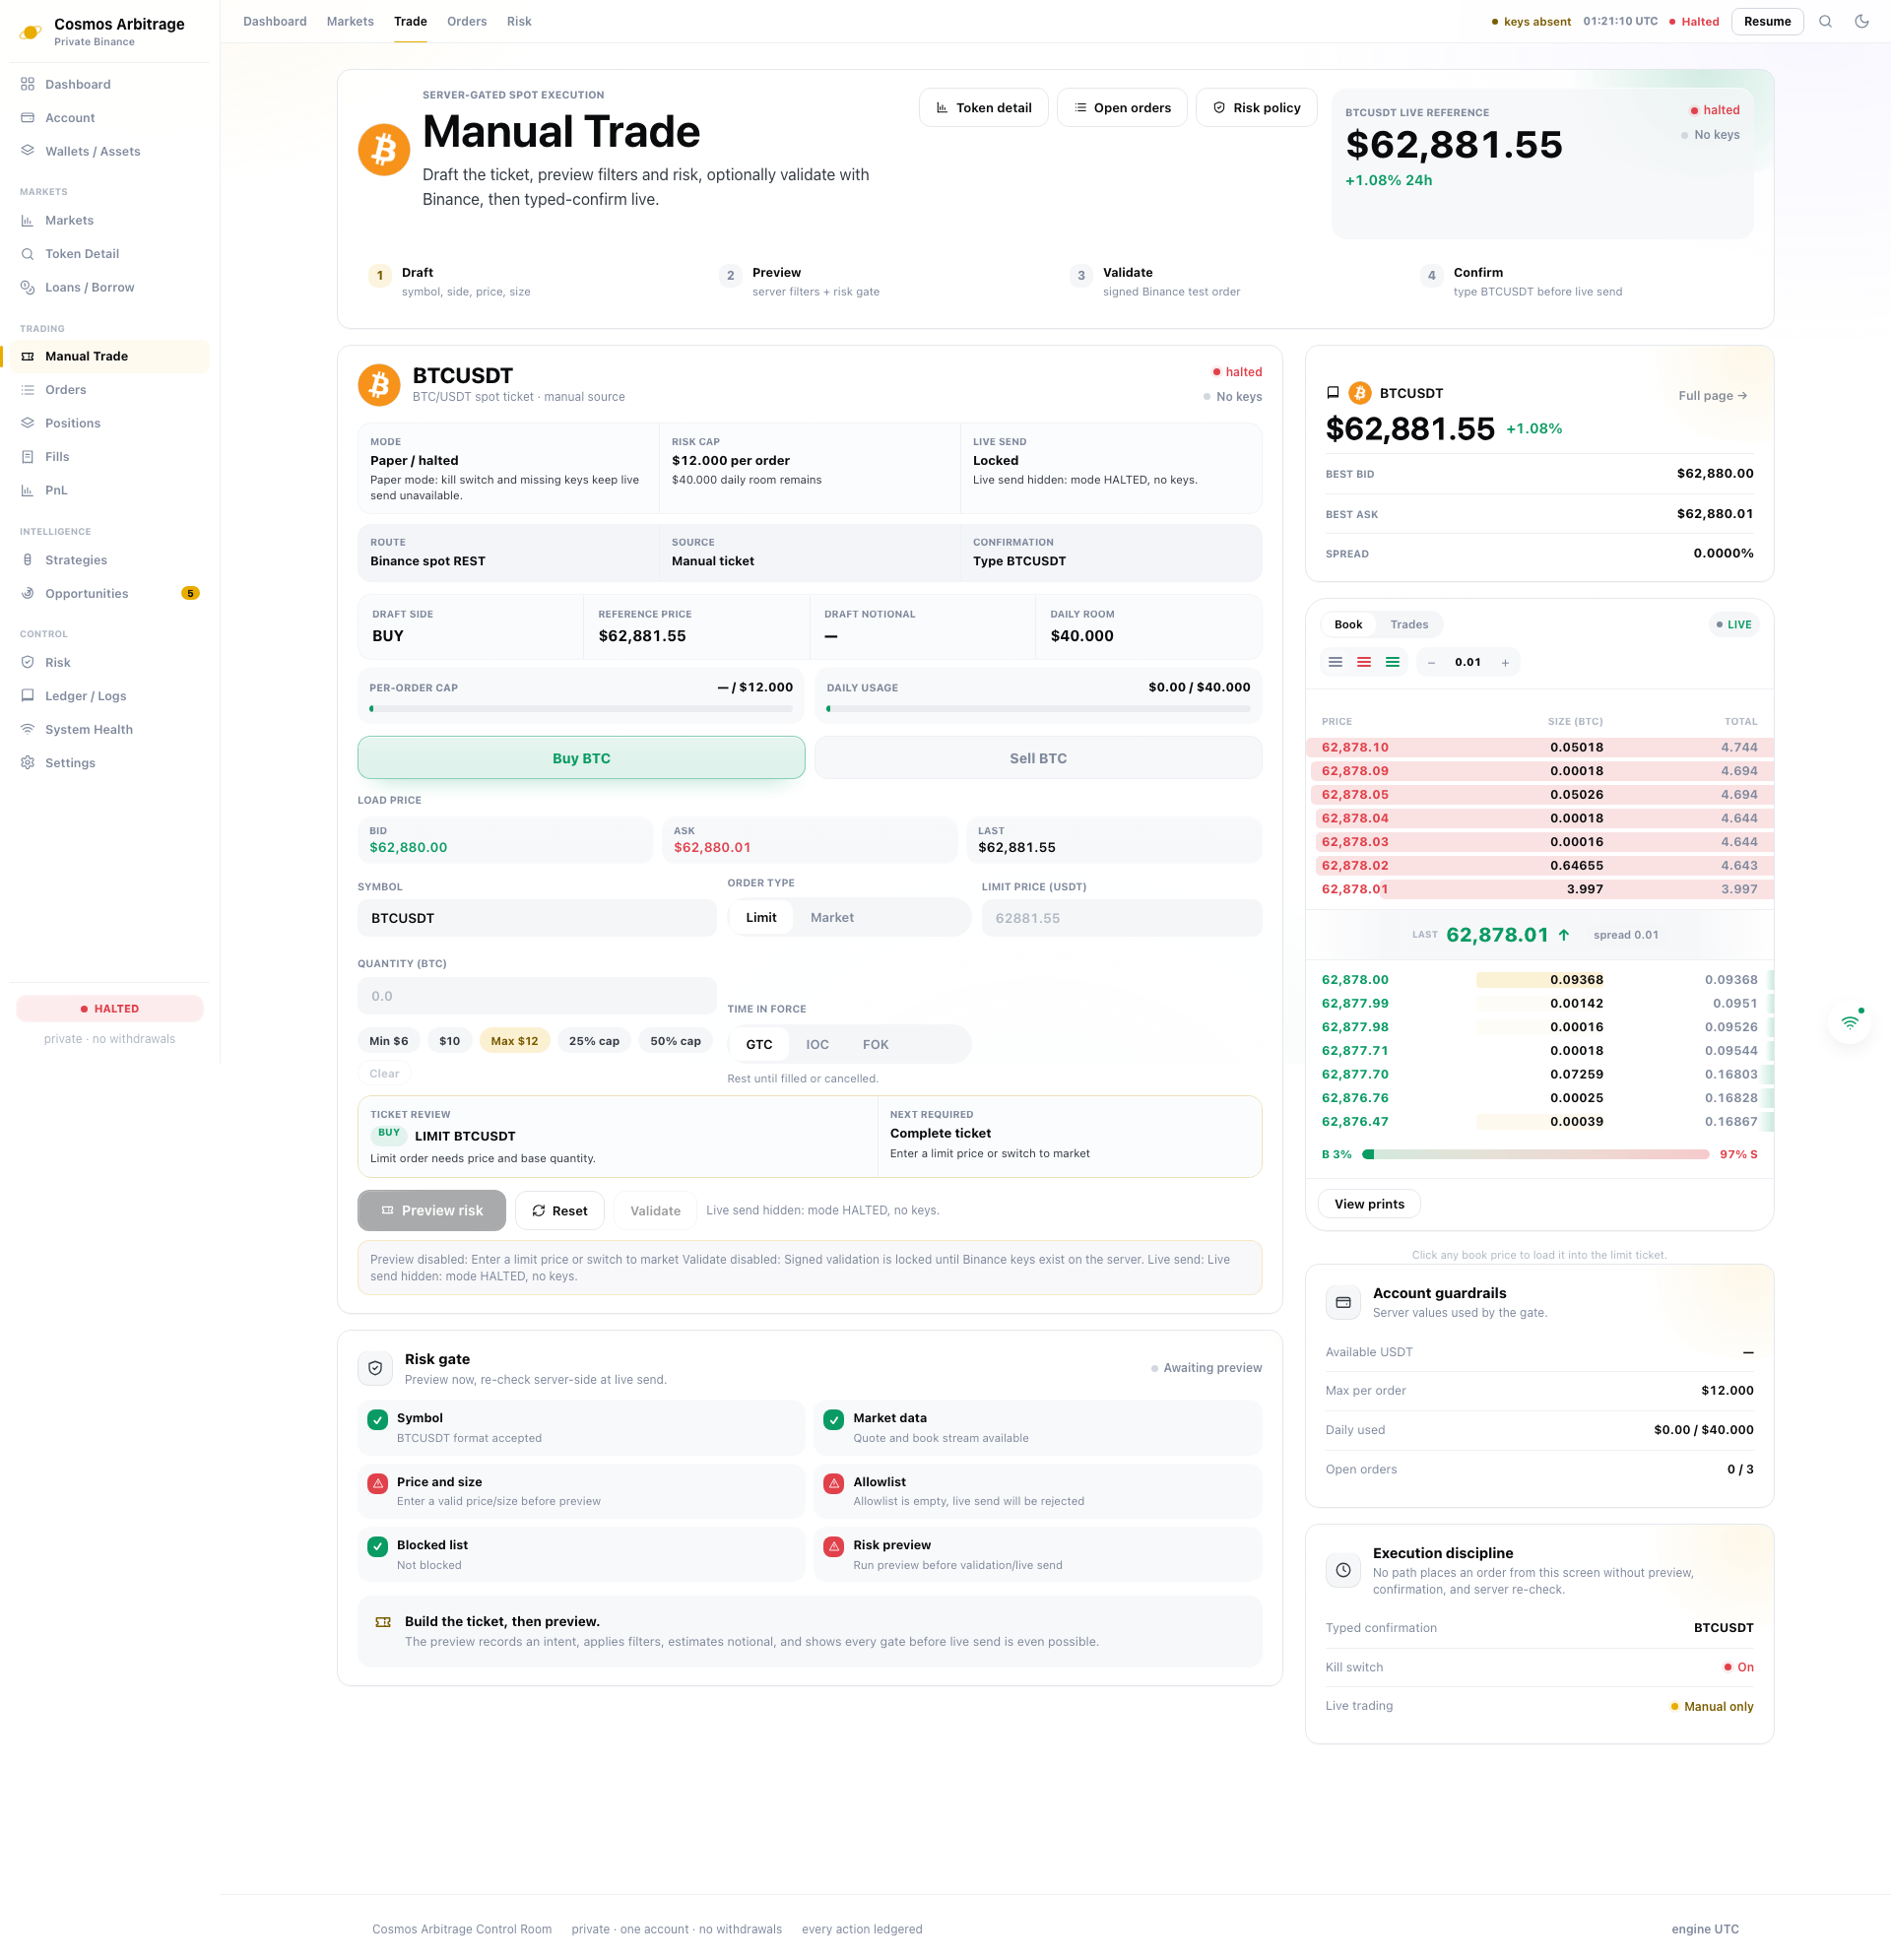 Cosmos Arbitrage
Private Binance
Dashboard
Account
Wallets / Assets
MARKETS
Markets
Token Detail
Loans / Borrow
TRADING
Manual Trade
Orders
Positions
Fills
PnL
INTELLIGENCE
Strategies
Opportunities 5
CONTROL
Risk
Ledger / Logs
System Health
Settings
HALTED
private · no withdrawals
Dashboard Markets Trade Orders Risk
keys absent 01:21:10 UTC Halted Resume
SERVER-GATED SPOT EXECUTION
Manual Trade
Draft the ticket, preview filters and risk, optionally validate with
Binance, then typed-confirm live.
Token detail Open orders Risk policy
BTCUSDT LIVE REFERENCE
halted
$62,881.55
No keys
+1.08% 24h
1 Draft
symbol, side, price, size
2 Preview
server filters + risk gate
3 Validate
signed Binance test order
4 Confirm
type BTCUSDT before live send
BTCUSDT
BTC/USDT spot ticket · manual source
halted
No keys
MODE
Paper / halted
Paper mode: kill switch and missing keys keep live
send unavailable.
RISK CAP
$12.000 per order
$40.000 daily room remains
LIVE SEND
Locked
Live send hidden: mode HALTED, no keys.
ROUTE
Binance spot REST
SOURCE
Manual ticket
CONFIRMATION
Type BTCUSDT
DRAFT SIDE
BUY
REFERENCE PRICE
$62,881.55
DRAFT NOTIONAL
—
DAILY ROOM
$40.000
PER-ORDER CAP — / $12.000
DAILY USAGE $0.00 / $40.000
Buy BTC
Sell BTC
LOAD PRICE
BID
$62,880.00
ASK
$62,880.01
LAST
$62,881.55
SYMBOL
BTCUSDT
ORDER TYPE
Limit Market
LIMIT PRICE (USDT)
62881.55
QUANTITY (BTC)
0.0
Min $6 $10 Max $12 25% cap 50% cap
Clear
TIME IN FORCE
GTC IOC FOK
Rest until filled or cancelled.
TICKET REVIEW
BUY LIMIT BTCUSDT
Limit order needs price and base quantity.
NEXT REQUIRED
Complete ticket
Enter a limit price or switch to market
Preview risk Reset Validate Live send hidden: mode HALTED, no keys.
Preview disabled: Enter a limit price or switch to market Validate disabled: Signed validation is locked until Binance keys exist on the server. Live send: Live
send hidden: mode HALTED, no keys.
Risk gate
Preview now, re-check server-side at live send.
Awaiting preview
Symbol
BTCUSDT format accepted
Market data
Quote and book stream available
Price and size
Enter a valid price/size before preview
Allowlist
Allowlist is empty, live send will be rejected
Blocked list
Not blocked
Risk preview
Run preview before validation/live send
Build the ticket, then preview.
The preview records an intent, applies filters, estimates notional, and shows every gate before live send is even possible.
BTCUSDT
Full page →
$62,881.55 +1.08%
BEST BID $62,880.00
BEST ASK $62,880.01
SPREAD 0.0000%
Book Trades LIVE
– 0.01 +
PRICE SIZE (BTC) TOTAL
62,878.10 0.05018 4.744
62,878.09 0.00018 4.694
62,878.05 0.05026 4.694
62,878.04 0.00018 4.644
62,878.03 0.00016 4.644
62,878.02 0.64655 4.643
62,878.01 3.997 3.997
LAST 62,878.01 ↑ spread 0.01
62,878.00 0.09368 0.09368
62,877.99 0.00142 0.0951
62,877.98 0.00016 0.09526
62,877.71 0.00018 0.09544
62,877.70 0.07259 0.16803
62,876.76 0.00025 0.16828
62,876.47 0.00039 0.16867
B 3% 97% S
View prints
Click any book price to load it into the limit ticket.
Account guardrails
Server values used by the gate.
Available USDT —
Max per order $12.000
Daily used $0.00 / $40.000
Open orders 0 / 3
Execution discipline
No path places an order from this screen without preview,
confirmation, and server re-check.
Typed confirmation BTCUSDT
Kill switch On
Live trading Manual only
Cosmos Arbitrage Control Room private · one account · no withdrawals every action ledgered engine UTC